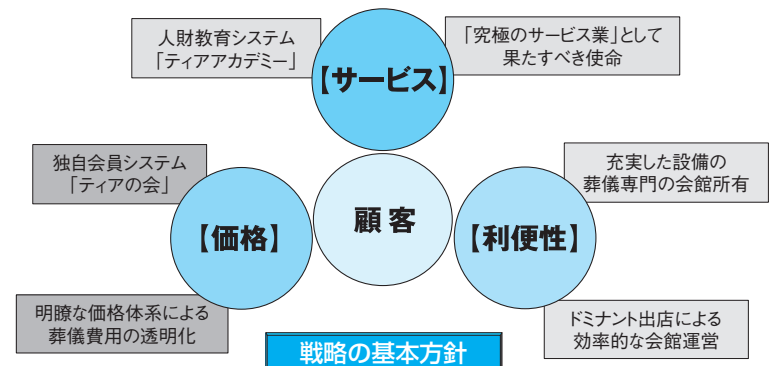 人財教育システム
「ティアアカデミー」
「究極のサービス業」として
果たすべき使命
【サービス】
独自会員システム
「ティアの会」
充実した設備の
葬儀専門の会館所有
顧客
【価格】
【利便性】
明瞭な価格体系による
葬儀費用の透明化
ドミナント出店による
効率的な会館運営
戦略の基本方針